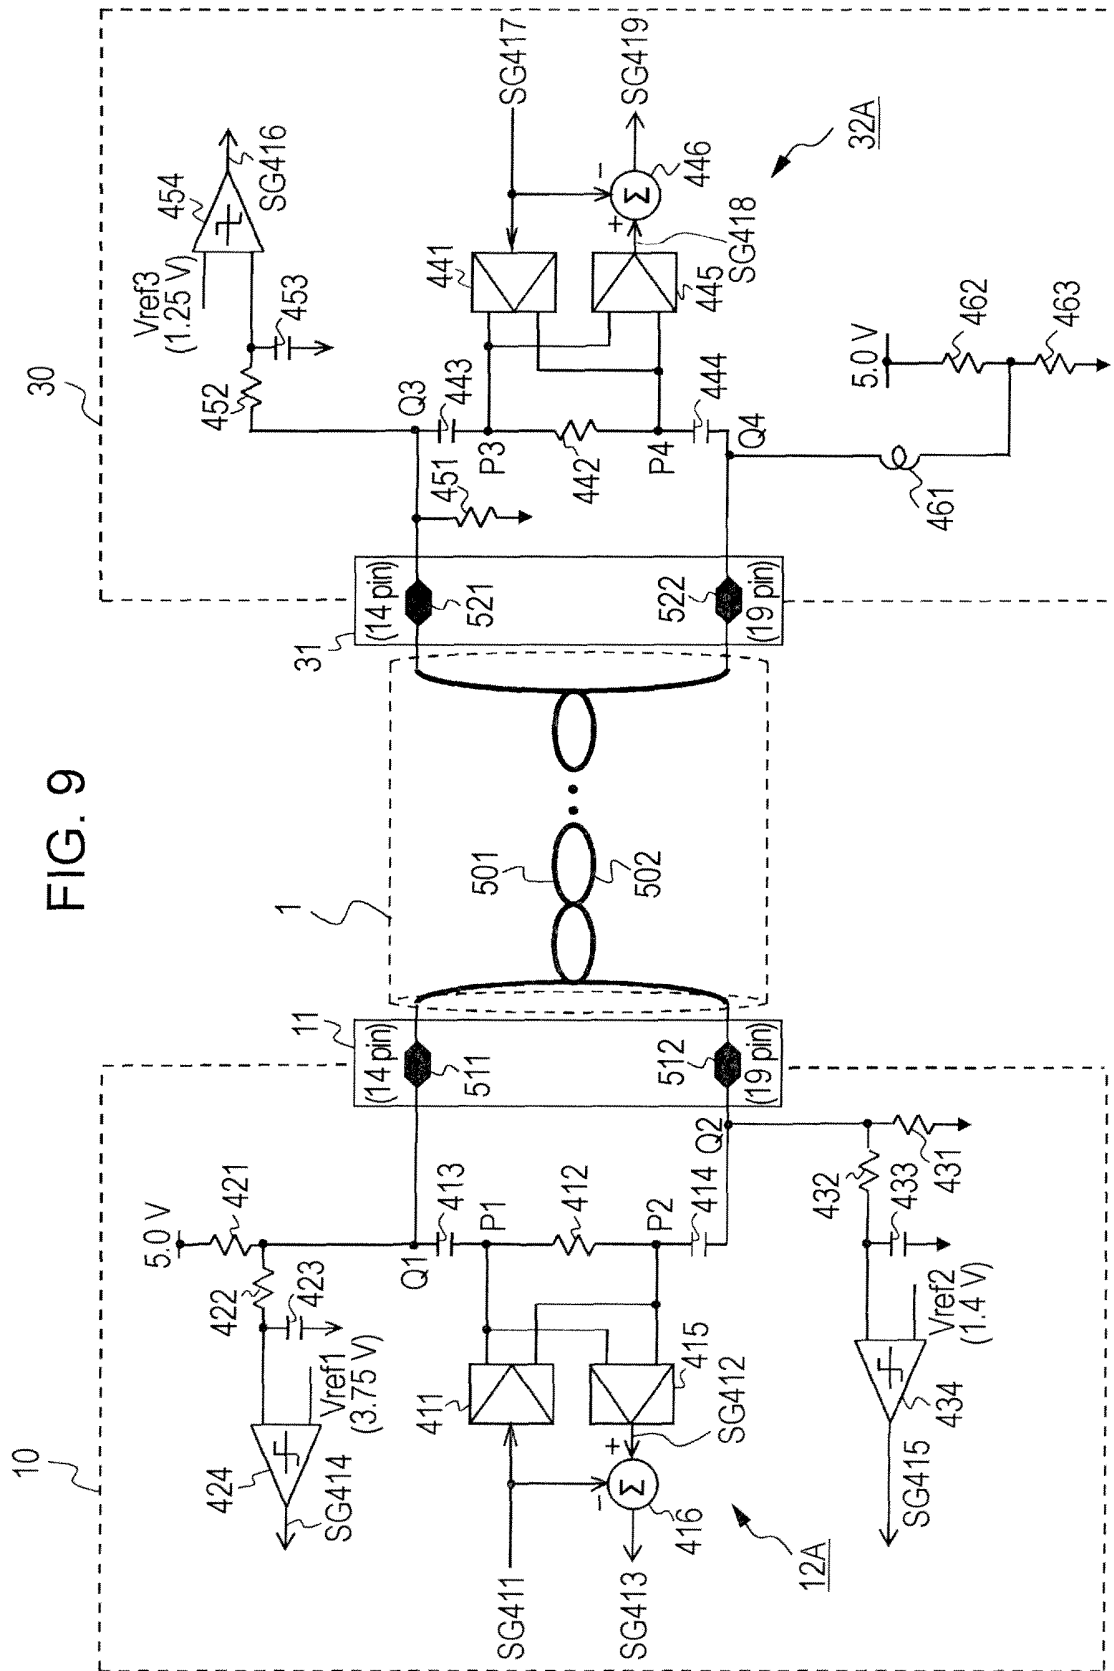 FIG. 9
10
5.0 V
421
422
423
Vref1
(3.75 V)
424
SG414
Q1
413
P1
412
P2
414
Q2
411
415
SG412
SG411
+
−
Σ
416
SG413
12A
432
433
431
Vref2
(1.4 V)
434
SG415
11
(14 pin)
511
512
(19 pin)
1
501
502
31
(14 pin)
521
522
(19 pin)
30
Vref3
(1.25 V)
454
SG416
452
453
451
Q3
443
P3
442
P4
444
Q4
441
445
SG417
SG418
+
−
Σ
446
SG419
32A
5.0 V
462
463
461